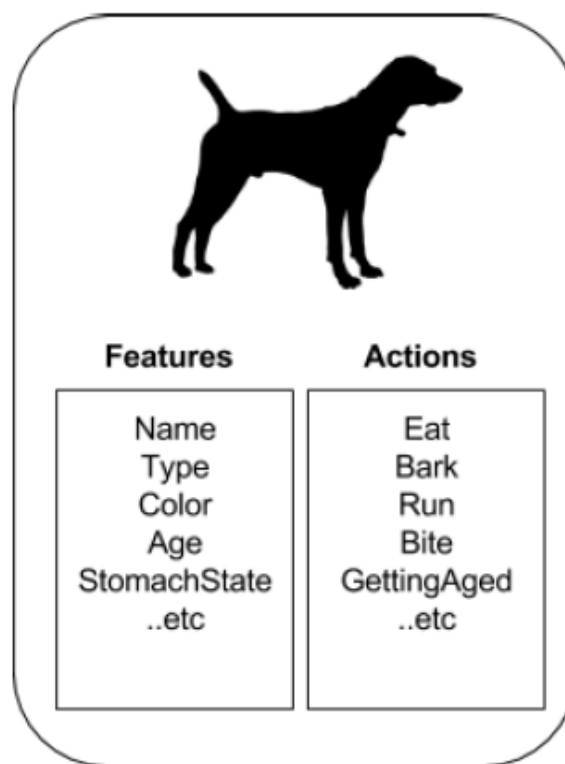 Features
Actions
Name
Type
Color
Age
StomachState
..etc
Eat
Bark
Run
Bite
GettingAged
..etc